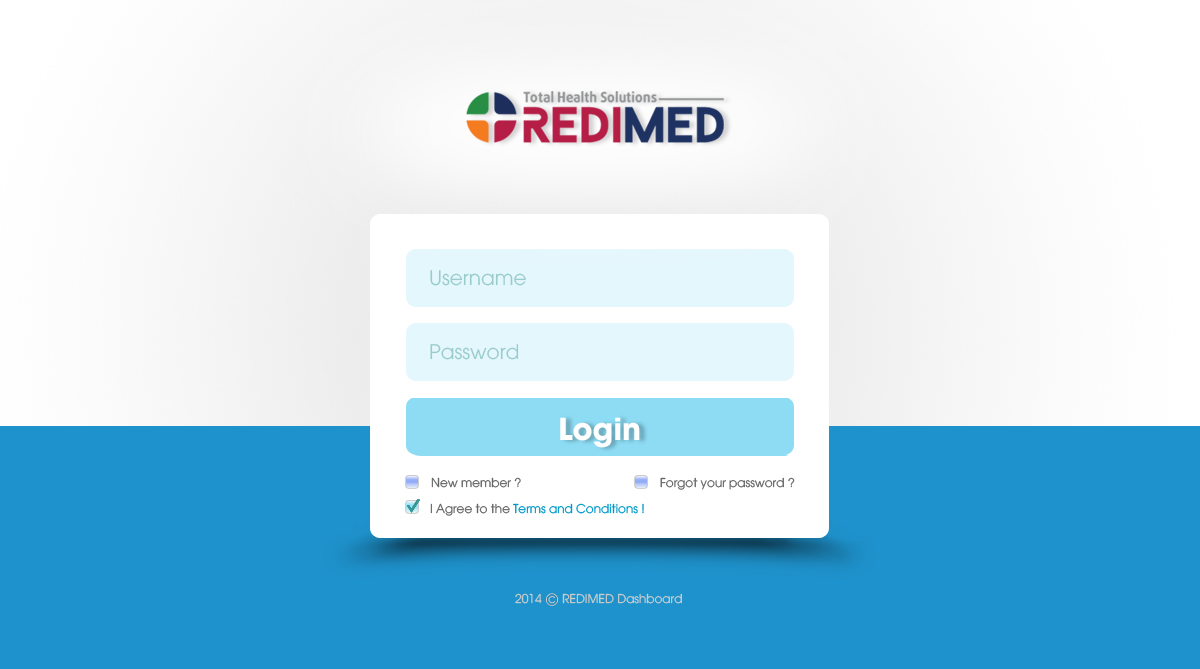 Total Health Solutions
REDIMED
Username
Password
Login
New member ?
Forgot your password ?
I Agree to the Terms and Conditions !
2014 © REDIMED Dashboard